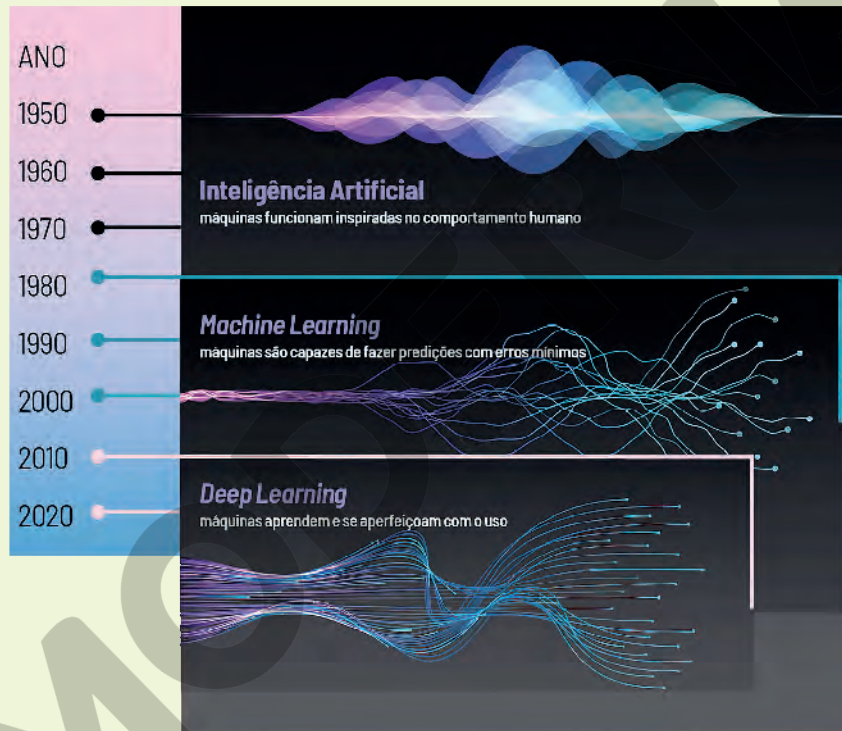 ANO
1950
1960
1970
1980
1990
2000
2010
2020
Inteligência Artificial
máquinas funcionam inspiradas no comportamento humano
Machine Learning
máquinas são capazes de fazer predições com erros mínimos
Deep Learning
máquinas aprendem e se aperfeiçoam com o uso